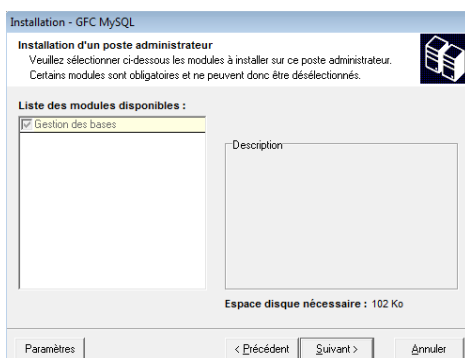 Installation - GFC MySQL
Installation d'un poste administrateur
Veuillez sélectionner ci-dessous les modules à installer sur ce poste administrateur.
Certains modules sont obligatoires et ne peuvent donc être désélectionnés.
Liste des modules disponibles :
Gestion des bases
Description
Espace disque nécessaire : 102 Ko
Paramètres
< Précédent
Suivant >
Annuler